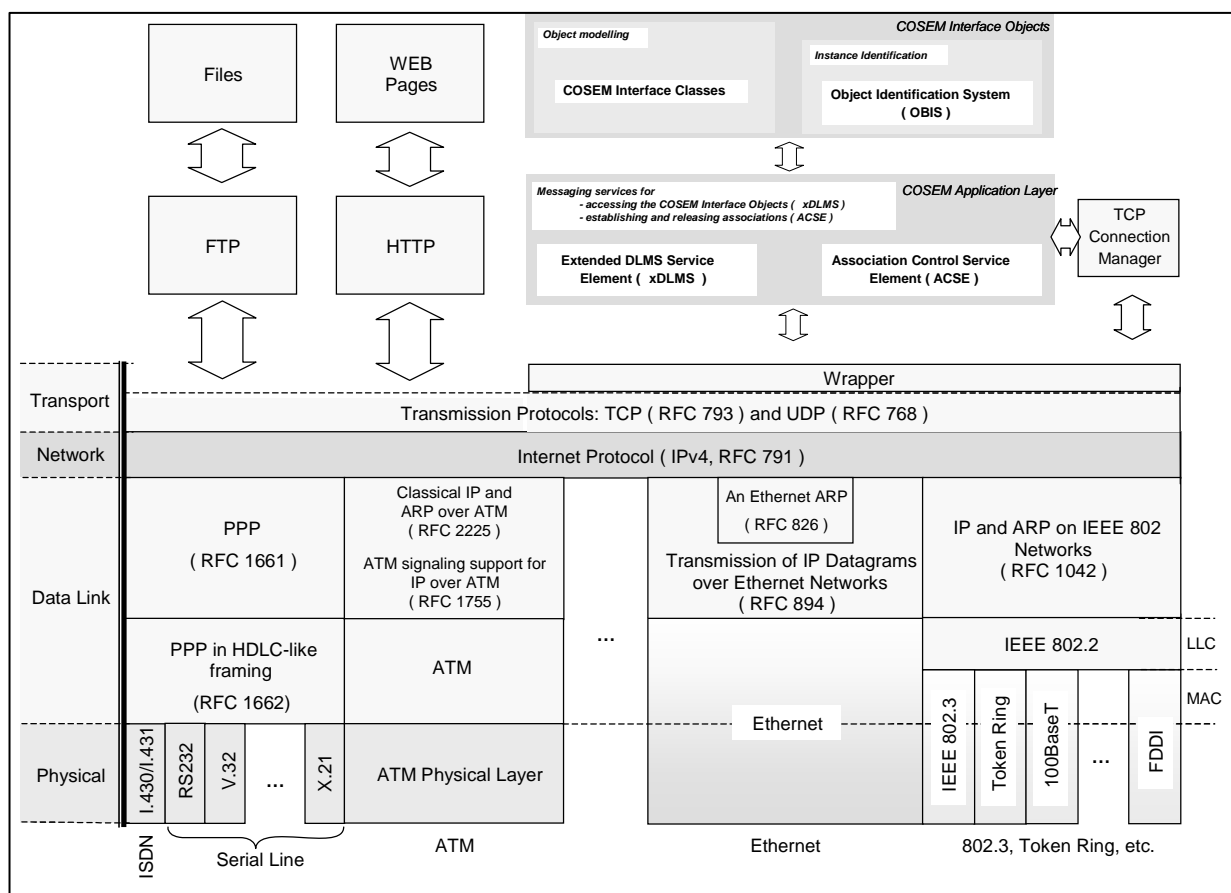 COSEM Interface Objects
Object modelling
COSEM Interface Classes
Instance Identification
Object Identification System
( OBIS )
Files
WEB
Pages
Messaging services for
- accessing the COSEM Interface Objects ( xDLMS )
- establishing and releasing associations ( ACSE )
COSEM Application Layer
Extended DLMS Service
Element ( xDLMS )
Association Control Service
Element ( ACSE )
TCP
Connection
Manager
FTP
HTTP
Wrapper
Transport
Transmission Protocols: TCP ( RFC 793 ) and UDP ( RFC 768 )
Network
Internet Protocol ( IPv4, RFC 791 )
Data Link
PPP
( RFC 1661 )
Classical IP and
ARP over ATM
( RFC 2225 )
ATM signaling support for
IP over ATM
( RFC 1755 )
...
An Ethernet ARP
( RFC 826 )
Transmission of IP Datagrams
over Ethernet Networks
( RFC 894 )
IP and ARP on IEEE 802
Networks
( RFC 1042 )
PPP in HDLC-like
framing
(RFC 1662)
ATM
Ethernet
IEEE 802.2
LLC
MAC
Physical
I.430/I.431
RS232
V.32
...
X.21
ATM Physical Layer
IEEE 802.3
Token Ring
100BaseT
...
FDDI
ISDN
Serial Line
ATM
Ethernet
802.3, Token Ring, etc.